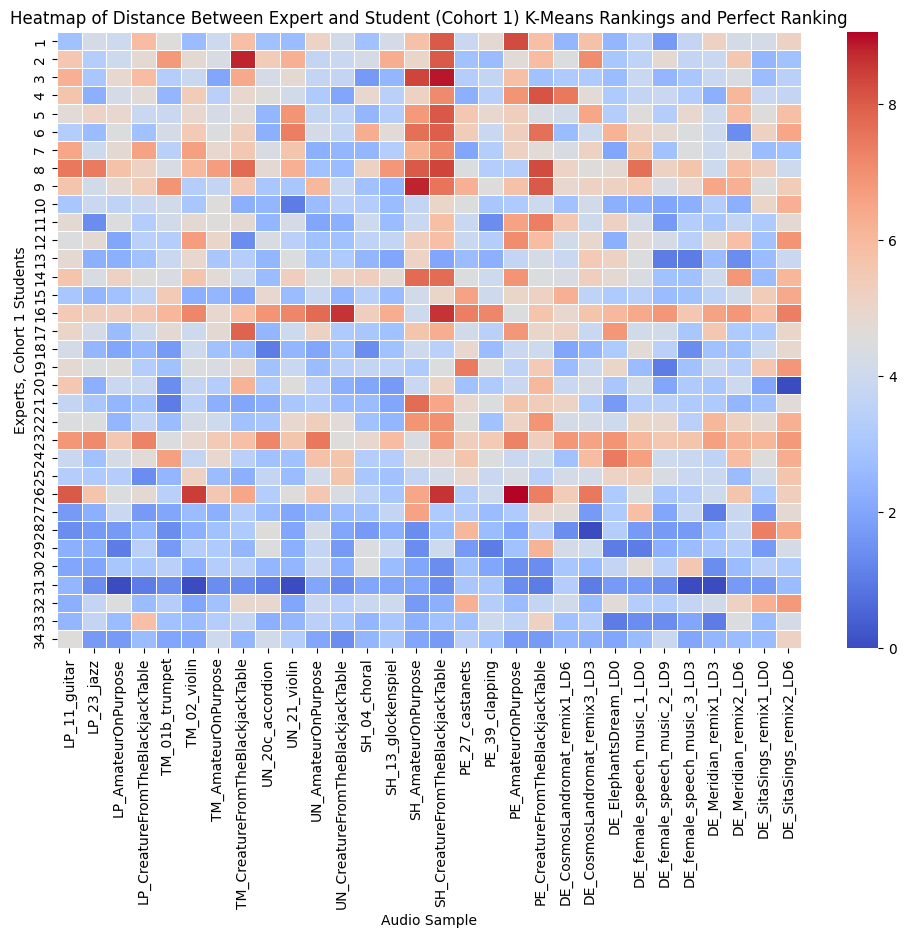 Heatmap of Distance Between Expert and Student (Cohort 1) K-Means Rankings and Perfect Ranking
Experts, Cohort 1 Students
1
2
3
4
5
6
7
8
9
10
11
12
13
14
15
16
17
18
19
20
21
22
23
24
25
26
27
28
29
30
31
32
33
34
LP_11_guitar
LP_23_jazz
LP_AmateurOnPurpose
LP_CreatureFromTheBlackjackTable
TM_01b_trumpet
TM_02_violin
TM_AmateurOnPurpose
TM_CreatureFromTheBlackjackTable
UN_20c_accordion
UN_21_violin
UN_AmateurOnPurpose
UN_CreatureFromTheBlackjackTable
SH_04_choral
SH_13_glockenspiel
SH_AmateurOnPurpose
SH_CreatureFromTheBlackjackTable
PE_27_castanets
PE_39_clapping
PE_AmateurOnPurpose
PE_CreatureFromTheBlackjackTable
DE_CosmosLandromat_remix1_LD6
DE_CosmosLandromat_remix3_LD3
DE_ElephantsDream_LD0
DE_female_speech_music_1_LD0
DE_female_speech_music_2_LD9
DE_female_speech_music_3_LD3
DE_Meridian_remix1_LD3
DE_Meridian_remix2_LD6
DE_SitaSings_remix1_LD0
DE_SitaSings_remix2_LD6
Audio Sample
8
6
4
2
0